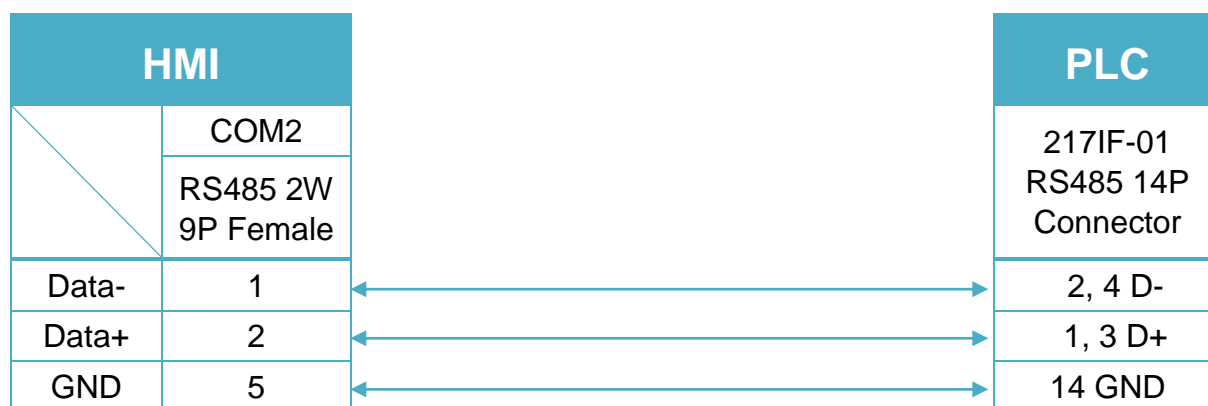 HMI
PLC
COM2
RS485 2W
9P Female
217IF-01
RS485 14P
Connector
Data-
1
2, 4 D-
Data+
2
1, 3 D+
GND
5
14 GND